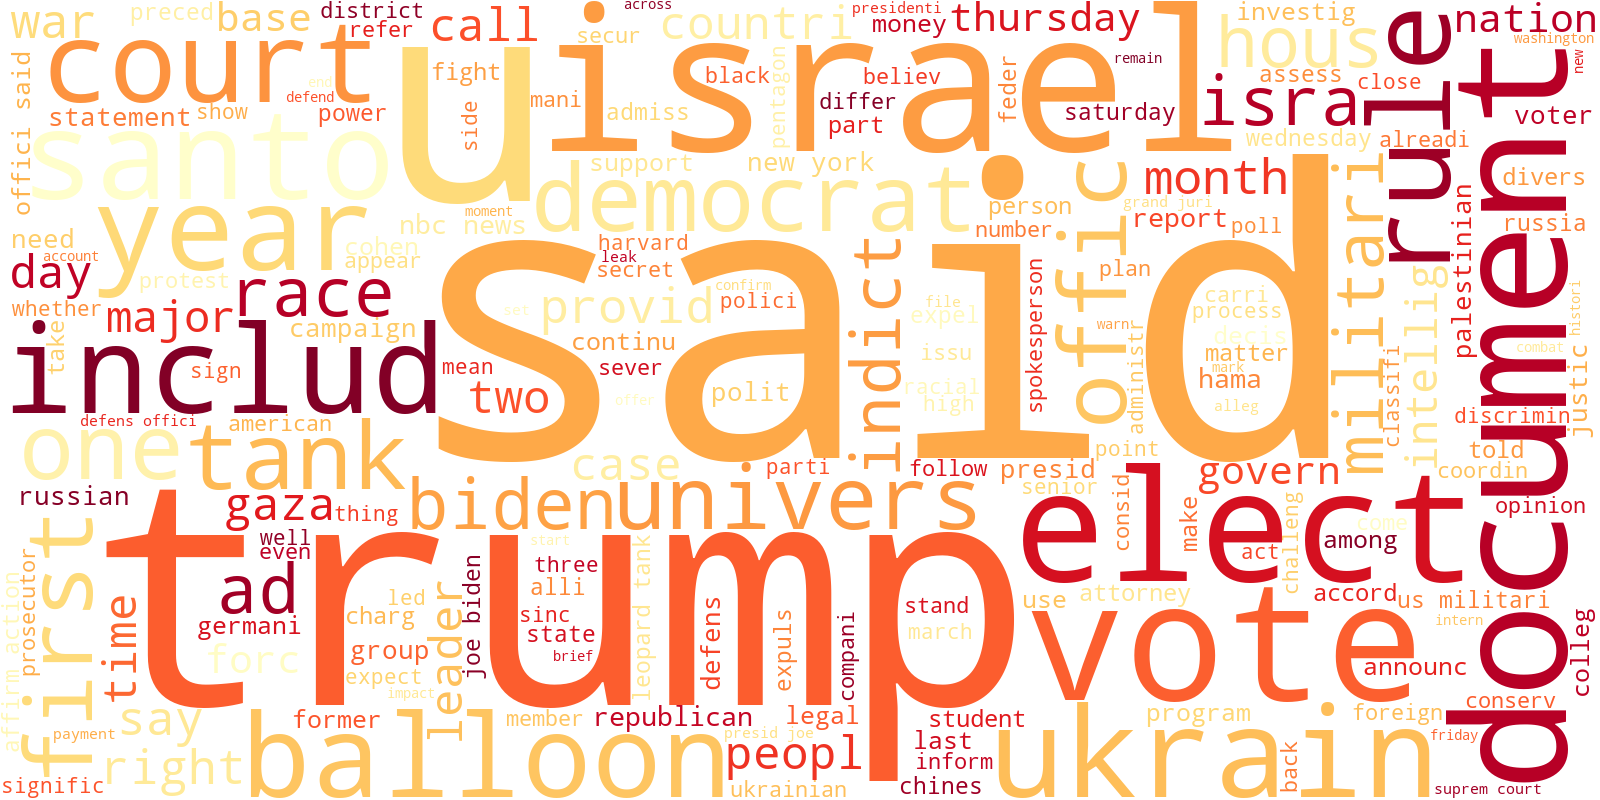 war
preced
base
district
refer
call
across
secur
countri
presidenti
money
thursday
investig
nation
washington
new
court
u
israel
hous
rule
document
fight
mani
black
believ
differ
part
feder
remain
saturday
isra
assess
close
voter
offici said
statement
show
end
defend
power
side
admiss
pentagon
wednesday
alreadi
santo
support
new york
democrat
offic
month
militari
divers
year
nbc news
moment
person
number
grand juri
report
poll
russia
need
account
cohen
appear
harvard
leak
secret
said
indict
plan
intellig
palestinian
day
protest
race
whether
major
campaign
provid
confirm
polici
set
continu
file
expel
spokesperson
warn
carri
process
decis
matter
justic
histori
combat
take
includ
sign
mean
sever
two
polit
offer
issu
racial
high
administr
mark
hama
alleg
classifi
defens offici
american
discrimin
one
tank
case
parti
follow
presid
point
govern
told
coordin
russian
gaza
thing
biden
univers
senior
elect
opinion
first
well
even
trump
start
consid
make
act
challeng
come
among
affirm action
prosecutor
time
ad
germani
led
charg
leader
joe biden
three
alli
sinc
state
brief
leopard tank
defens
expuls
compani
stand
march
use
attorney
accord
us militari
intern
vote
announc
colleg
forc
group
expect
impact
say
former
member
republican
legal
student
program
foreign
conserv
friday
payment
right
balloon
presid joe
peopl
last
inform
ukrain
back
signific
ukrainian
chines
suprem court